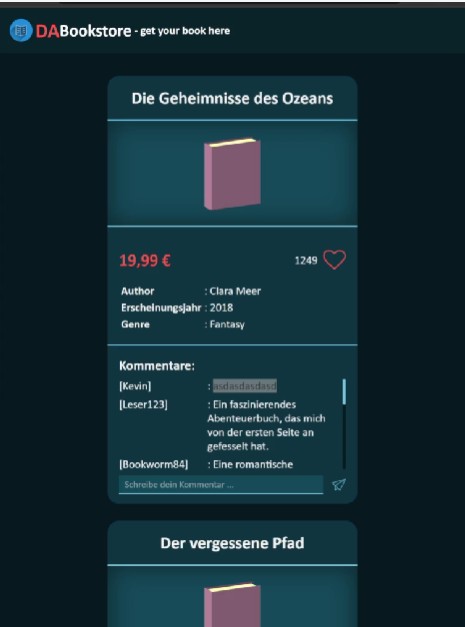 DABookstore - get your book here
Die Geheimnisse des Ozeans
19,99 €
1249
Author : Clara Meer
Erscheinungsjahr : 2018
Genre : Fantasy
Kommentare:
[Kevin] : asdasdasdasd
[Leser123] : Ein faszinierendes
Abenteuerbuch, das mich
von der ersten Seite an
gefesselt hat.
[Bookworm84] : Eine romantische
Schreibe dein Kommentar ...
Der vergessene Pfad